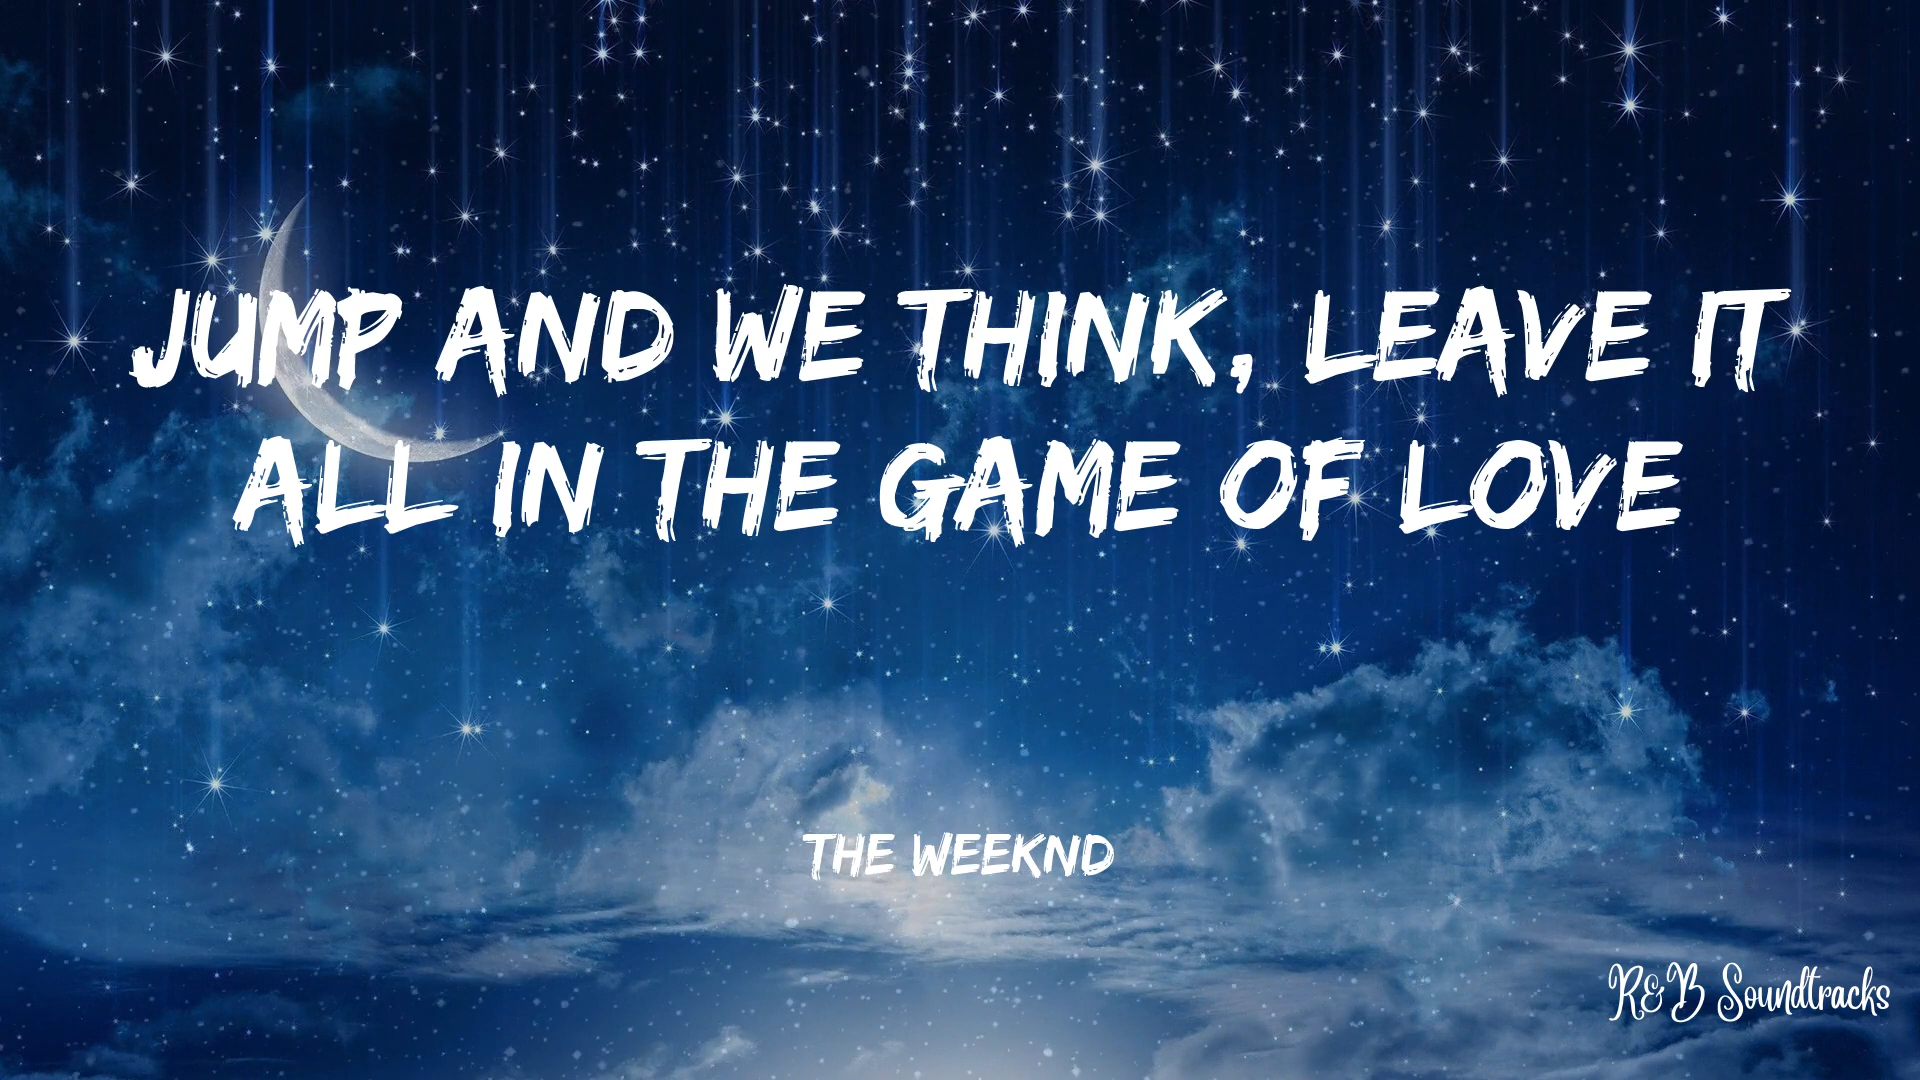 JUMP AND WE THINK, LEAVE IT
ALL IN THE GAME OF LOVE
THE WEEKND
R&B Soundtracks